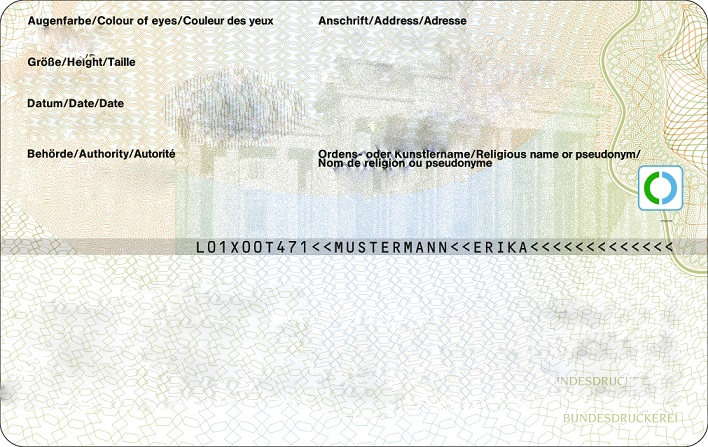 Augenfarbe/Colour of eyes/Couleur des yeux
Anschrift/Address/Adresse
Größe/Height/Taille
Datum/Date/Date
Behörde/Authority/Autorité
Ordens- oder Künstlername/Religious name or pseudonym/
Nom de religion ou pseudonyme
L01X00T471<<MUSTERMANN<<ERIKA<<<<<<<<<<<<<
NDESDRUC
BUNDESDRUCKEREI